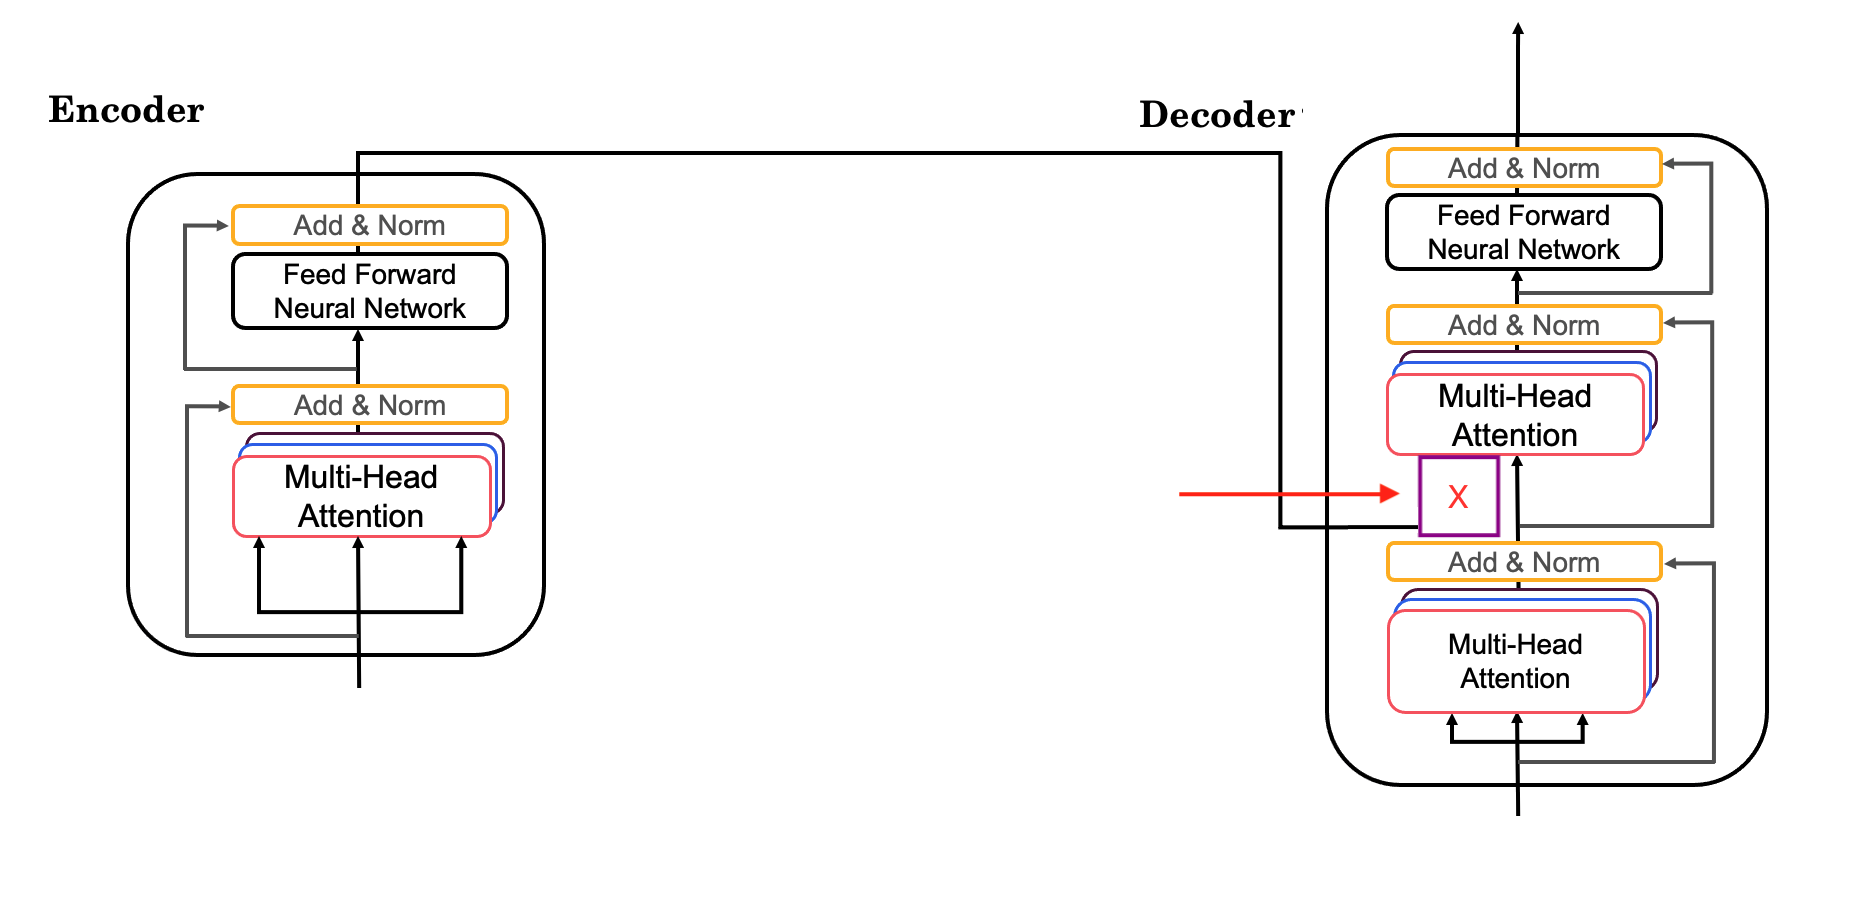 Encoder
Add & Norm
Feed Forward
Neural Network
Add & Norm
Multi-Head
Attention
Decoder
Add & Norm
Feed Forward
Neural Network
Add & Norm
Multi-Head
Attention
X
Add & Norm
Multi-Head
Attention